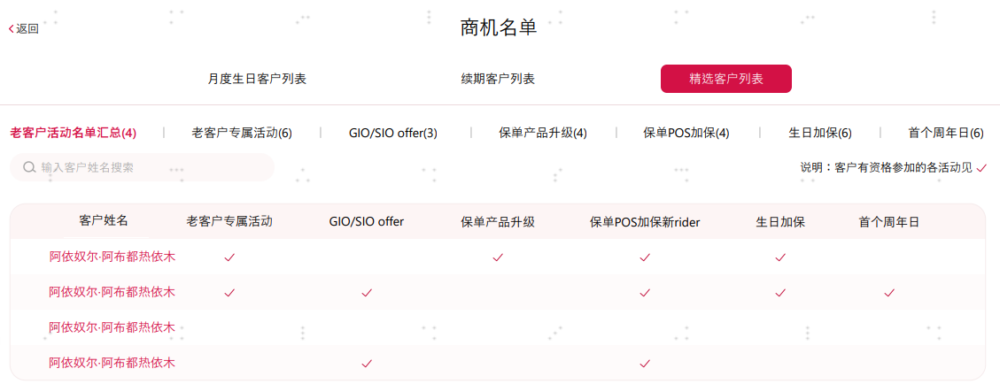 返回
商机名单
月度生日客户列表 续期客户列表 精选客户列表
老客户活动名单汇总(4) | 老客户专属活动(6) | GIO/SIO offer(3) | 保单产品升级(4) | 保单POS加保(4) | 生日加保(6) | 首个周年日(6)
输入客户姓名搜索 说明：客户有资格参加的各活动见 ✓
客户姓名 老客户专属活动 GIO/SIO offer 保单产品升级 保单POS加保新rider 生日加保 首个周年日
阿依奴尔·阿布都热依木 ✓ ✓ ✓ ✓
阿依奴尔·阿布都热依木 ✓ ✓ ✓ ✓ ✓
阿依奴尔·阿布都热依木
阿依奴尔·阿布都热依木 ✓ ✓